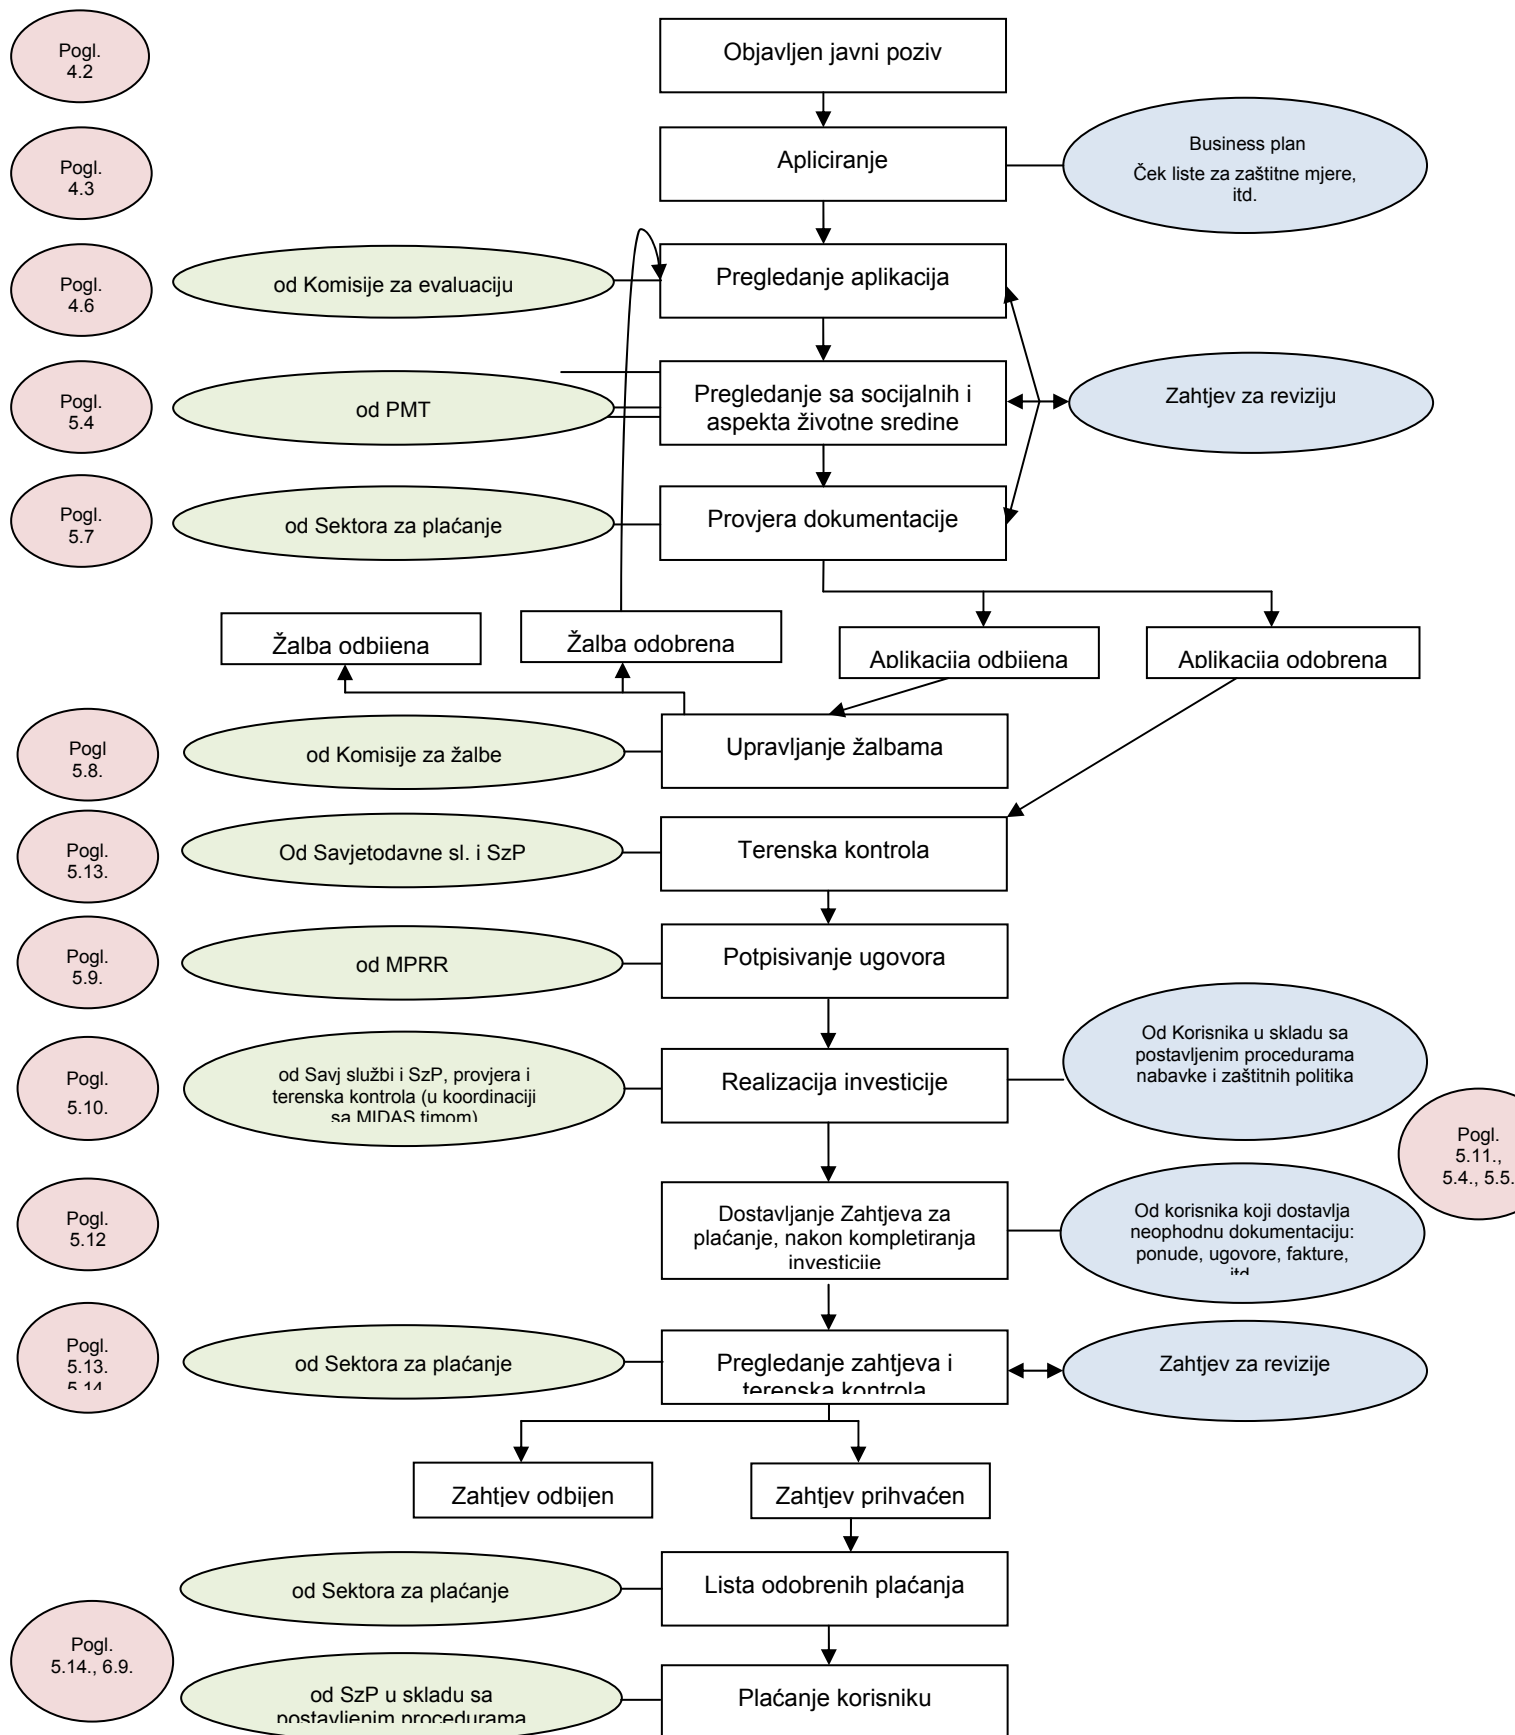 Pogl.
4.2
Objavljen javni poziv
Pogl.
4.3
Apliciranje
Business plan
Ček liste za zaštitne mjere,
itd.
Pogl.
4.6
od Komisije za evaluaciju
Pregledanje aplikacija
Pogl.
5.4
od PMT
Pregledanje sa socijalnih i
aspekta životne sredine
Zahtjev za reviziju
Pogl.
5.7
od Sektora za plaćanje
Provjera dokumentacije
Žalba odbijena
Žalba odobrena
Aplikacija odbijena
Aplikacija odobrena
Pogl
5.8.
od Komisije za žalbe
Upravljanje žalbama
Pogl.
5.13.
Od Savjetodavne sl. i SzP
Terenska kontrola
Pogl.
5.9.
od MPRR
Potpisivanje ugovora
Pogl.
5.10.
od Savj službi i SzP, provjera i
terenska kontrola (u koordinaciji
sa MIDAS timom)
Realizacija investicije
Od Korisnika u skladu sa
postavljenim procedurama
nabavke i zaštitnih politika
Pogl.
5.11.,
5.4., 5.5.
Pogl.
5.12
Dostavljanje Zahtjeva za
plaćanje, nakon kompletiranja
investicije
Od korisnika koji dostavlja
neophodnu dokumentaciju:
ponude, ugovore, fakture,
itd
Pogl.
5.13.
5.14
od Sektora za plaćanje
Pregledanje zahtjeva i
terenska kontrola
Zahtjev za revizije
Zahtjev odbijen
Zahtjev prihvaćen
od Sektora za plaćanje
Lista odobrenih plaćanja
Pogl.
5.14., 6.9.
od SzP u skladu sa
postavljenim procedurama
Plaćanje korisniku